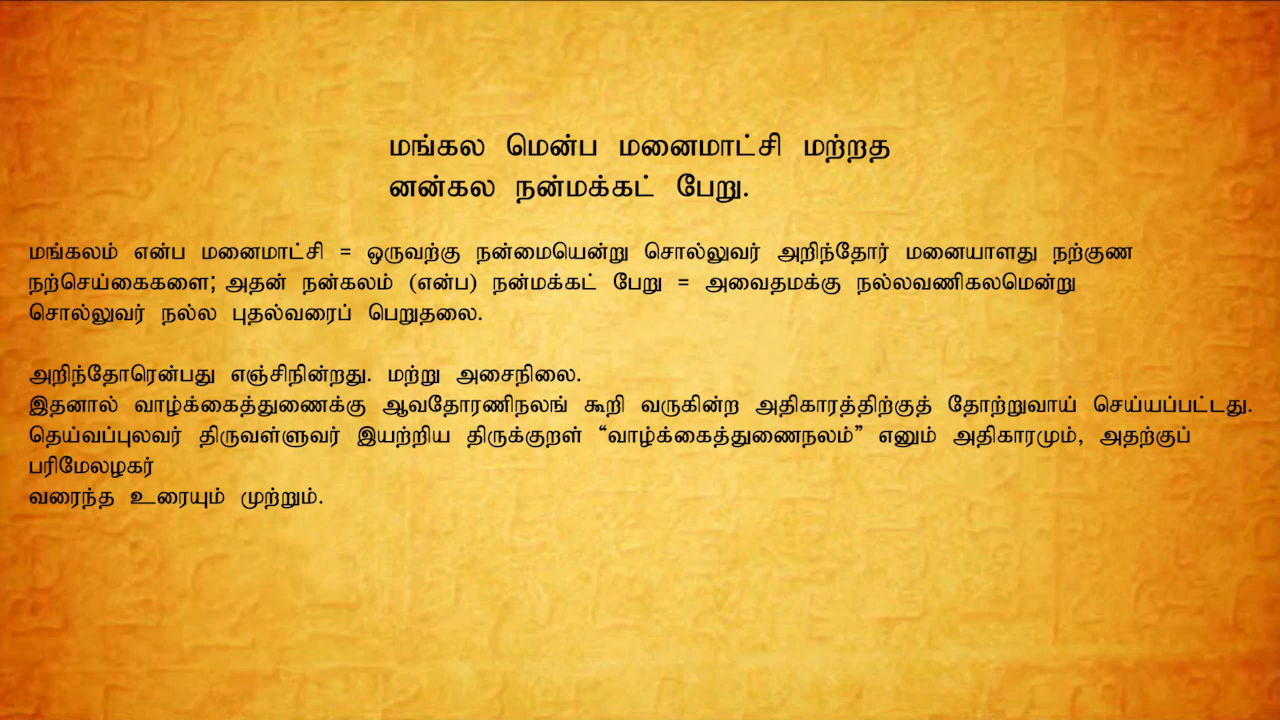 மங்கல மென்ப மனைமாட்சி மற்றத
னன்கல நன்மக்கட் பேறு.
மங்கலம் என்ப மனைமாட்சி = ஒருவற்கு நன்மையென்று சொல்லுவர் அறிந்தோர் மனையாளது நற்குண
நற்செய்கைகளை; அதன் நன்கலம் (என்ப) நன்மக்கட் பேறு = அவைதமக்கு நல்லவணிகலமென்று
சொல்லுவர் நல்ல புதல்வரைப் பெறுதலை.
அறிந்தோரென்பது எஞ்சிநின்றது. மற்று அசைநிலை.
இதனால் வாழ்க்கைத்துணைக்கு ஆவதோரணிநலங் கூறி வருகின்ற அதிகாரத்திற்குத் தோற்றுவாய் செய்யப்பட்டது.
தெய்வப்புலவர் திருவள்ளுவர் இயற்றிய திருக்குறள் “வாழ்க்கைத்துணைநலம்” எனும் அதிகாரமும், அதற்குப்
பரிமேலழகர்
வரைந்த உரையும் முற்றும்.